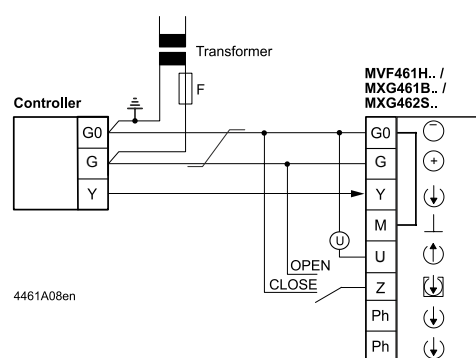 Transformer
F
MVF461H.. /
MXG461B.. /
MXG462S..
Controller
G0
G
Y
G0
G
Y
M
U
Z
Ph
Ph
U
OPEN
CLOSE
4461A08en